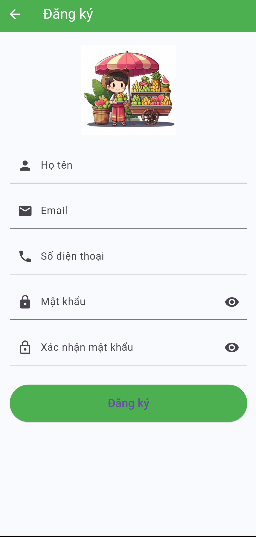 Đăng ký
Họ tên
Email
Số điện thoại
Mật khẩu
Xác nhận mật khẩu
Đăng ký